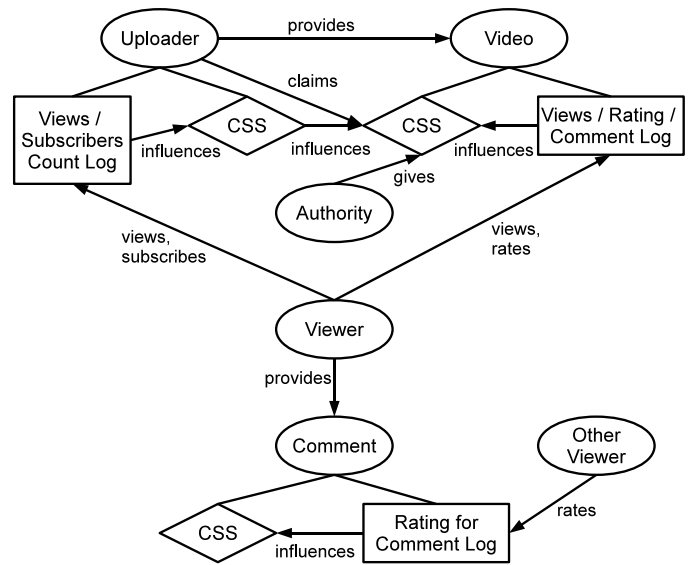 provides
Uploader
Video
claims
Views /
Subscribers
Count Log
CSS
CSS
Views / Rating /
Comment Log
influences
influences
influences
gives
Authority
views,
subscribes
views,
rates
Viewer
provides
Comment
Other
Viewer
CSS
Rating for
Comment Log
rates
influences